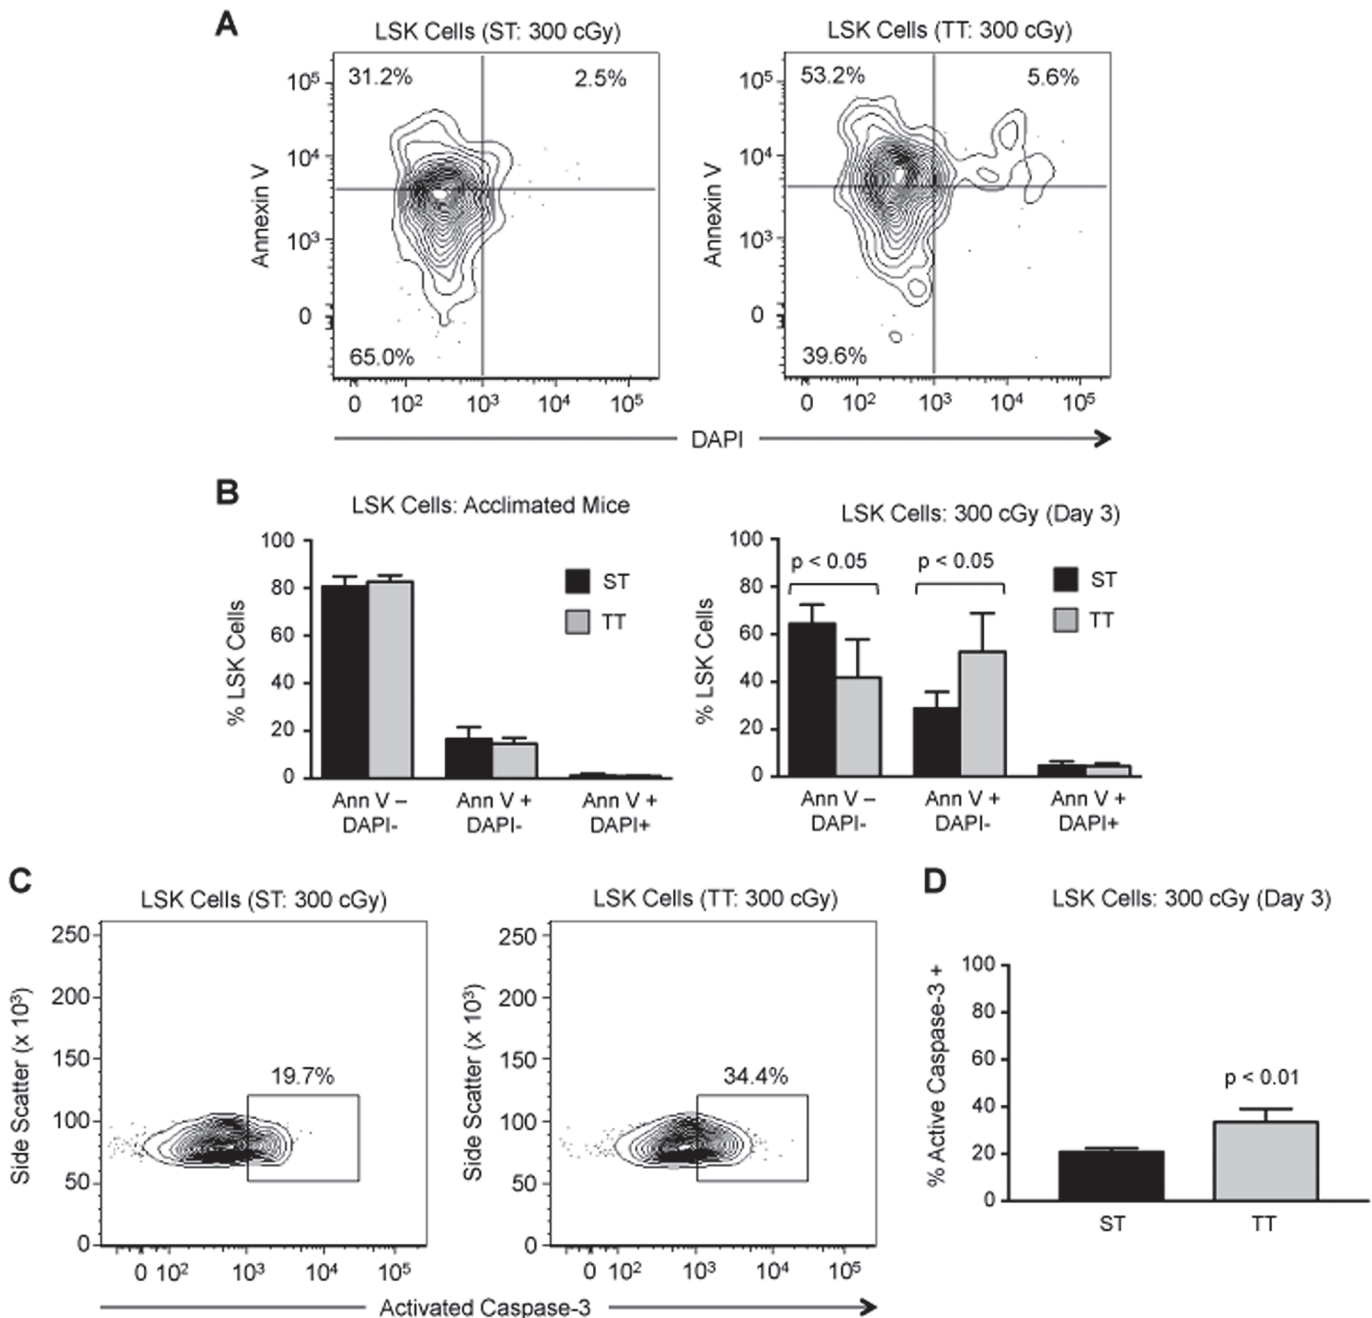 A
LSK Cells (ST: 300 cGy)
LSK Cells (TT: 300 cGy)
31.2%
2.5%
53.2%
5.6%
10⁵
10⁴
10³
0
Annexin V
65.0%
10⁵
10⁴
10³
0
Annexin V
39.6%
0 10² 10³ 10⁴ 10⁵
0 10² 10³ 10⁴ 10⁵
DAPI
B
LSK Cells: Acclimated Mice
100
80
60
40
20
0
% LSK Cells
ST
TT
Ann V –
DAPI-
Ann V +
DAPI-
Ann V +
DAPI+
LSK Cells: 300 cGy (Day 3)
100
80
60
40
20
0
% LSK Cells
p < 0.05
p < 0.05
ST
TT
Ann V –
DAPI-
Ann V +
DAPI-
Ann V +
DAPI+
C
LSK Cells (ST: 300 cGy)
250
200
150
100
50
0
Side Scatter (x 10³)
19.7%
0 10² 10³ 10⁴ 10⁵
LSK Cells (TT: 300 cGy)
250
200
150
100
50
0
Side Scatter (x 10³)
34.4%
0 10² 10³ 10⁴ 10⁵
Activated Caspase-3
D
LSK Cells: 300 cGy (Day 3)
100
80
60
40
20
0
% Active Caspase-3 +
p < 0.01
ST
TT